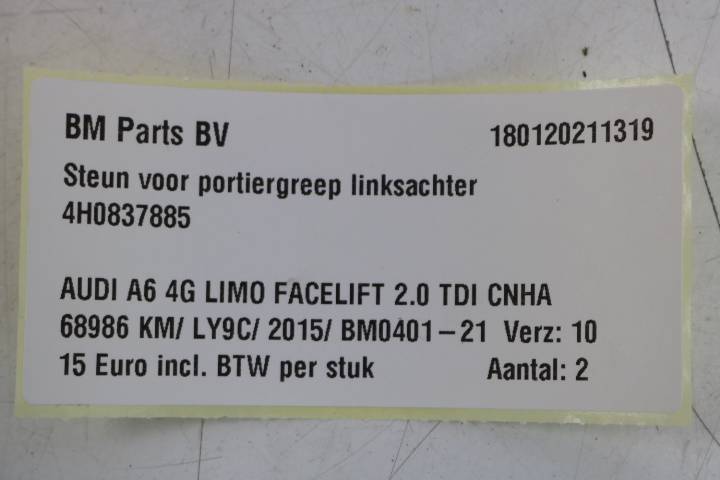 BM Parts BV 180120211319
Steun voor portiergreep linksachter
4H0837885
AUDI A6 4G LIMO FACELIFT 2.0 TDI CNHA
68986 KM/ LY9C/ 2015/ BM0401-21 Verz: 10
15 Euro incl. BTW per stuk Aantal: 2